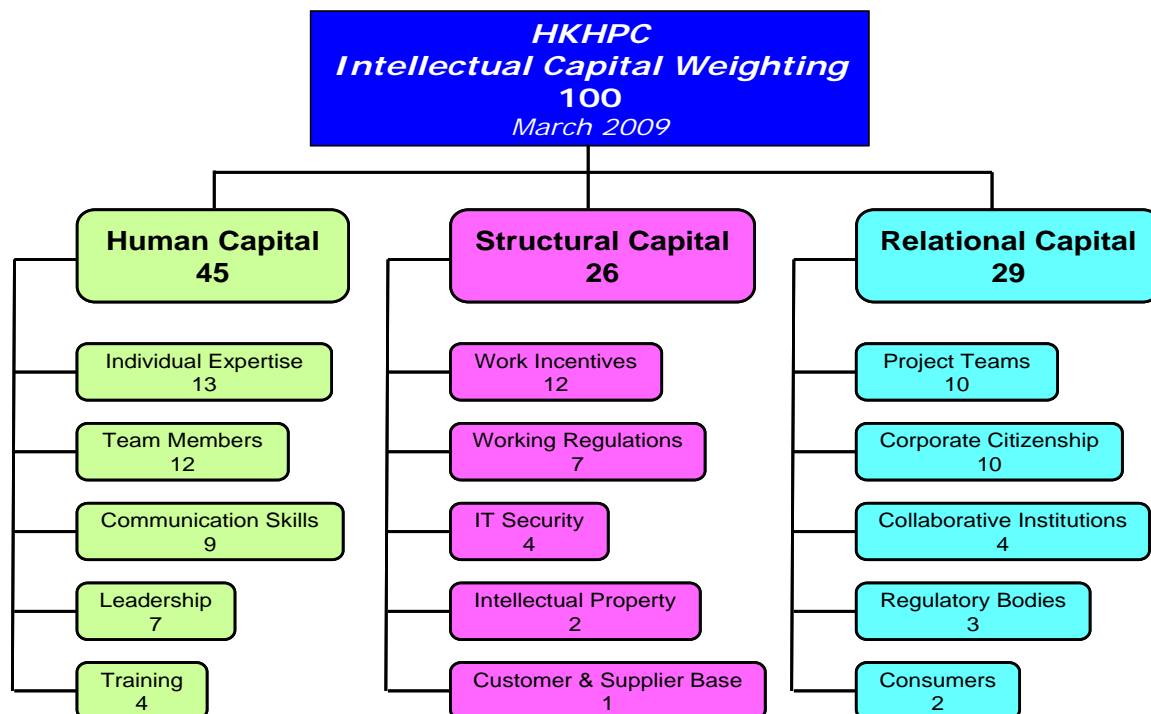 HKHPC
Intellectual Capital Weighting
100
March 2009
Human Capital
45
Individual Expertise
13
Team Members
12
Communication Skills
9
Leadership
7
Training
4
Structural Capital
26
Work Incentives
12
Working Regulations
7
IT Security
4
Intellectual Property
2
Customer & Supplier Base
1
Relational Capital
29
Project Teams
10
Corporate Citizenship
10
Collaborative Institutions
4
Regulatory Bodies
3
Consumers
2